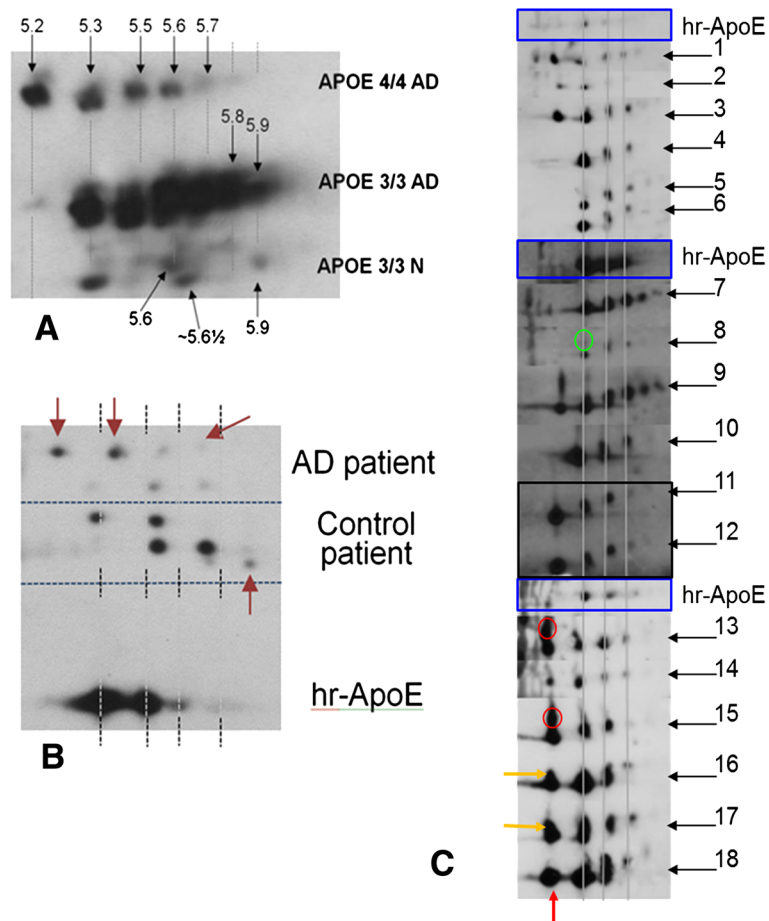 5.2 5.3 5.5 5.6 5.7
APOE 4/4 AD
5.8 5.9
APOE 3/3 AD
APOE 3/3 N
5.6 ~5.6½ 5.9
A
AD patient
Control
patient
hr-ApoE
B
hr-ApoE
1
2
3
4
5
6
hr-ApoE
7
8
9
10
11
12
hr-ApoE
13
14
15
16
17
18
C